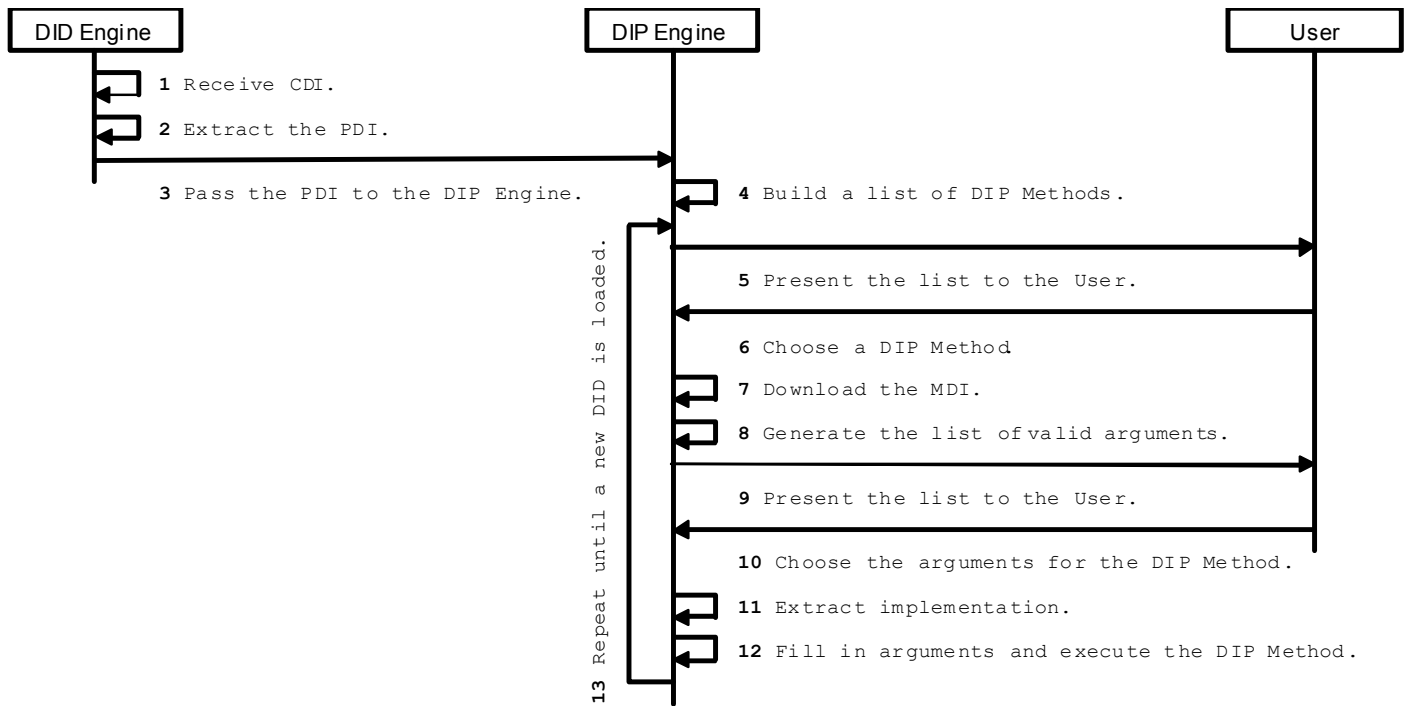 DID Engine
DIP Engine
User
1 Receive CDI.
2 Extract the PDI.
3 Pass the PDI to the DIP Engine.
4 Build a list of DIP Methods.
5 Present the list to the User.
6 Choose a DIP Method
7 Download the MDI.
8 Generate the list of valid arguments.
9 Present the list to the User.
10 Choose the arguments for the DIP Method.
11 Extract implementation.
12 Fill in arguments and execute the DIP Method.
13 Repeat until a new DID is loaded.